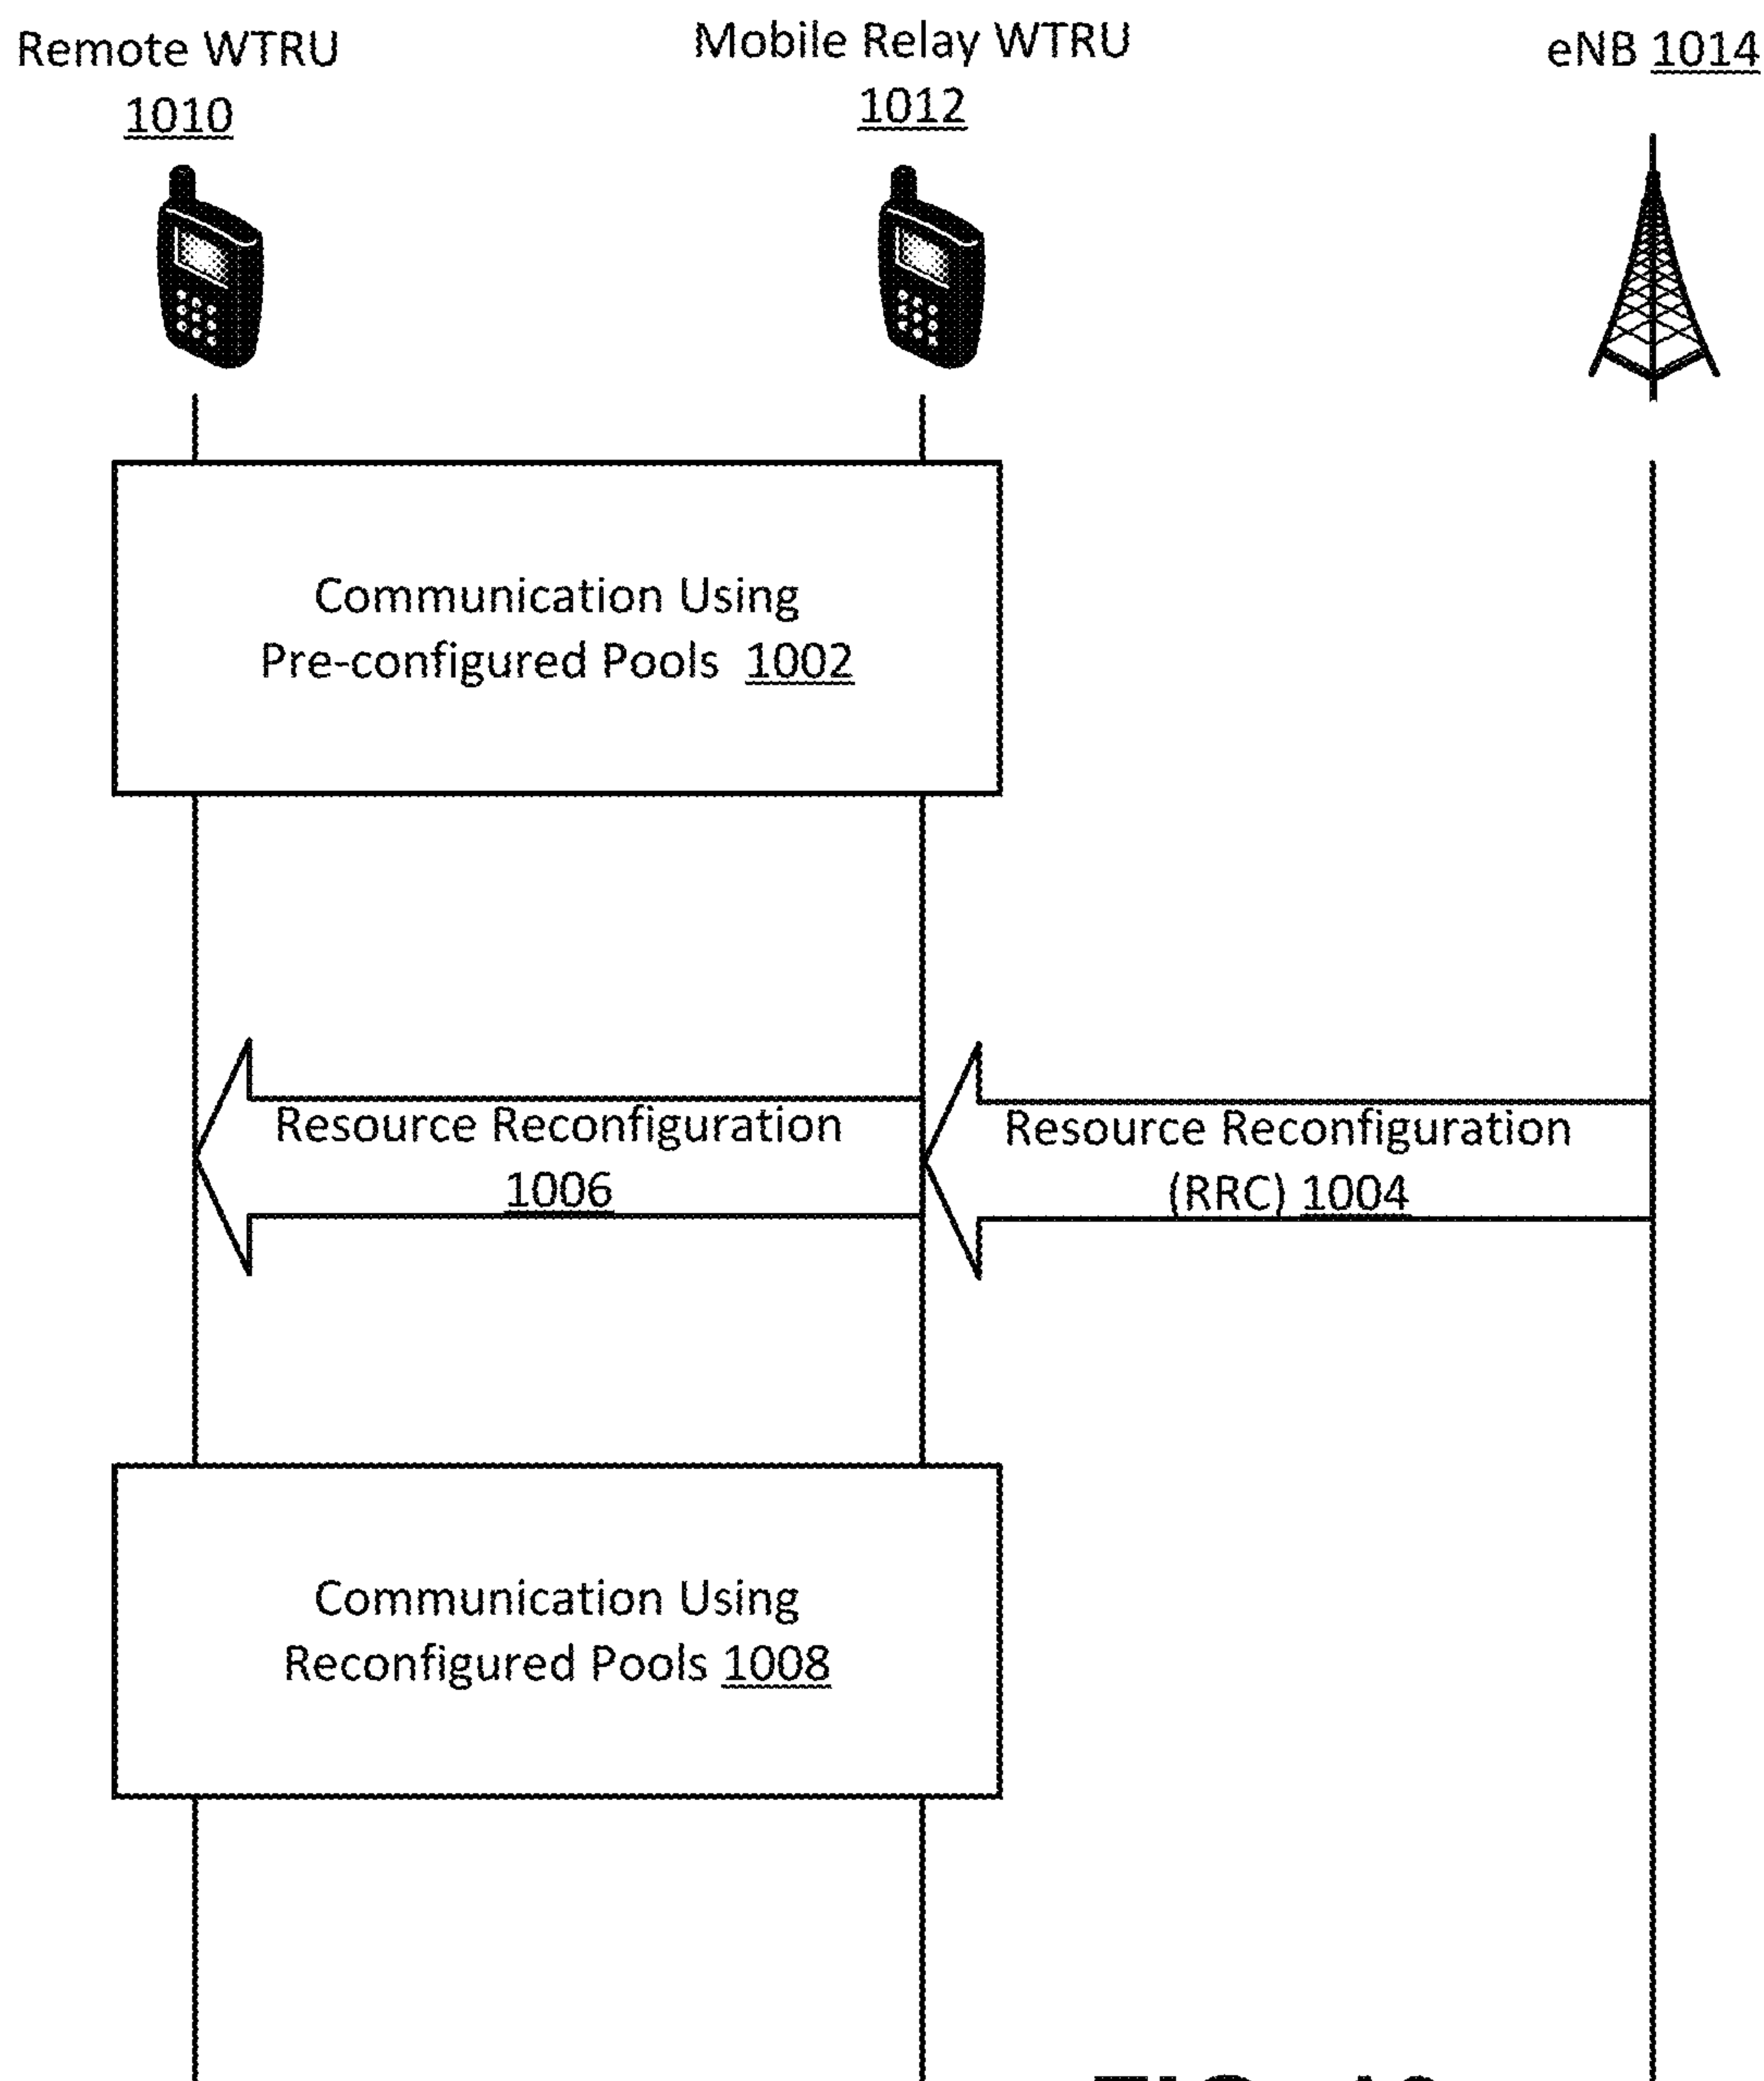 Remote WTRU
1010
Mobile Relay WTRU
1012
eNB 1014
Communication Using
Pre-configured Pools 1002
Resource Reconfiguration
1006
Resource Reconfiguration
(RRC) 1004
Communication Using
Reconfigured Pools 1008